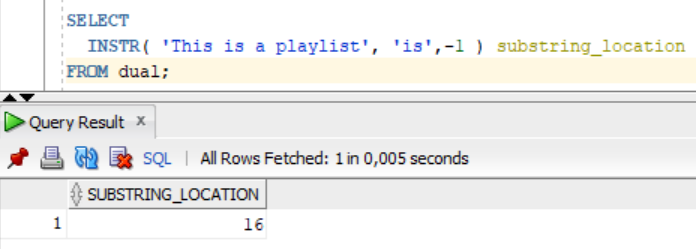 SELECT
INSTR( 'This is a playlist', 'is',-1 ) substring_location
FROM dual;
Query Result x
SQL | All Rows Fetched: 1 in 0,005 seconds
SUBSTRING_LOCATION
1 16